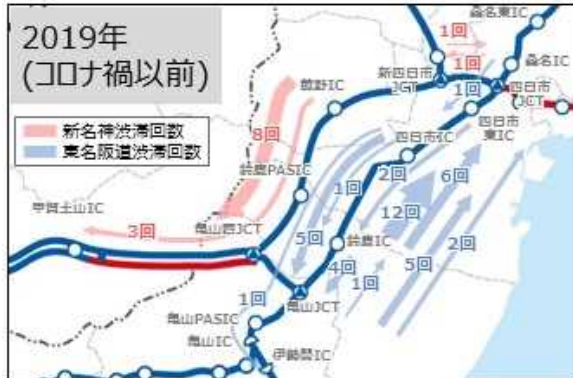 2019年
(コロナ禍以前)
新名神渋滞回数
東名阪道渋滞回数
桑名東IC
1回
1回
桑名IC
新四日市
JCT
1回
四日市
JCT
菰野IC
四日市
東IC
四日市IC
8回
鈴鹿PASIC
1回
2回
6回
甲賀土山IC
亀山西JCT
12回
3回
5回
鈴鹿IC
2回
4回
5回
1回
1回
亀山JCT
亀山PASIC
亀山IC
伊勢関IC